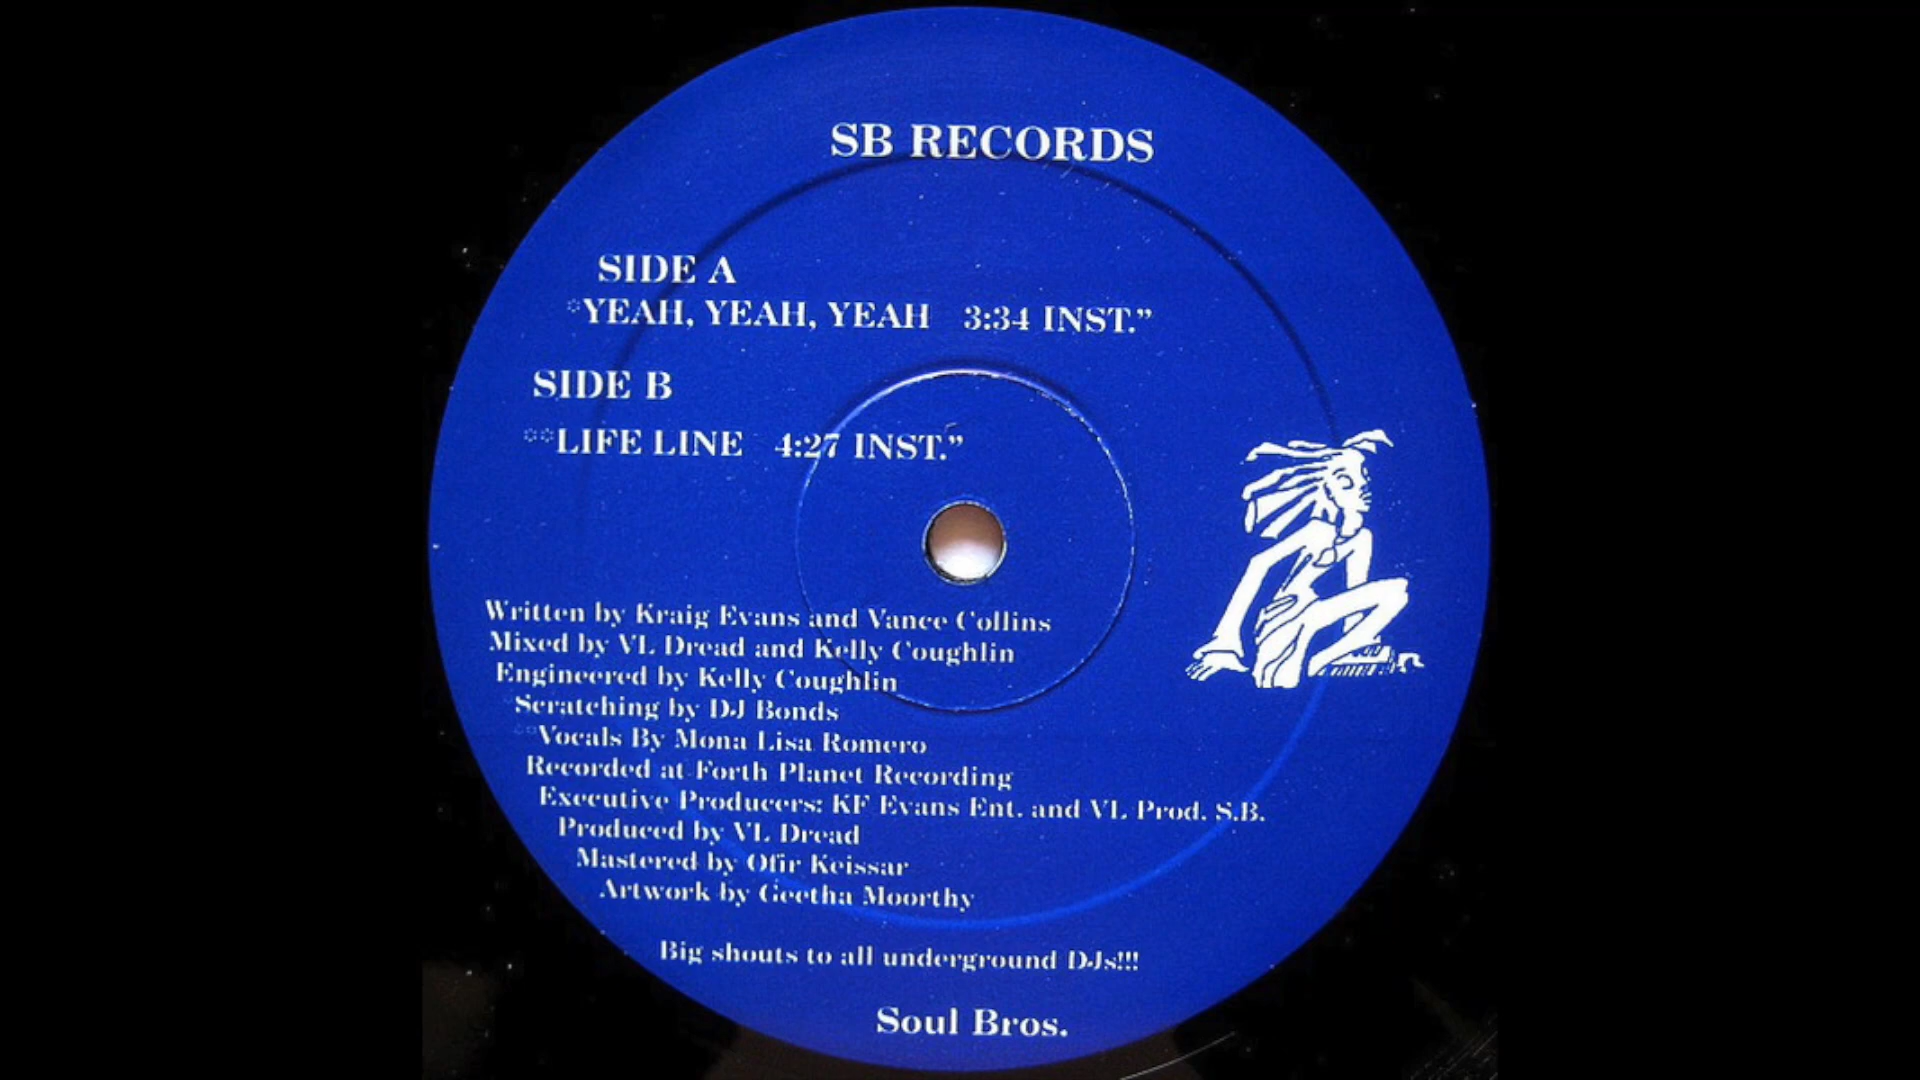 SB RECORDS
SIDE A
*YEAH, YEAH, YEAH 3:34 INST.”
SIDE B
**LIFE LINE 4:27 INST.”
Written by Kraig Evans and Vance Collins
Mixed by VL Dread and Kelly Coughlin
Engineered by Kelly Coughlin
*Scratching by DJ Bonds
**Vocals By Mona Lisa Romero
Recorded at Forth Planet Recording
Executive Producers: KF Evans Ent. and VL Prod. S.B.
Produced by VL Dread
Mastered by Ofir Keissar
Artwork by Geetha Moorthy
Big shouts to all underground DJs!!!
Soul Bros.